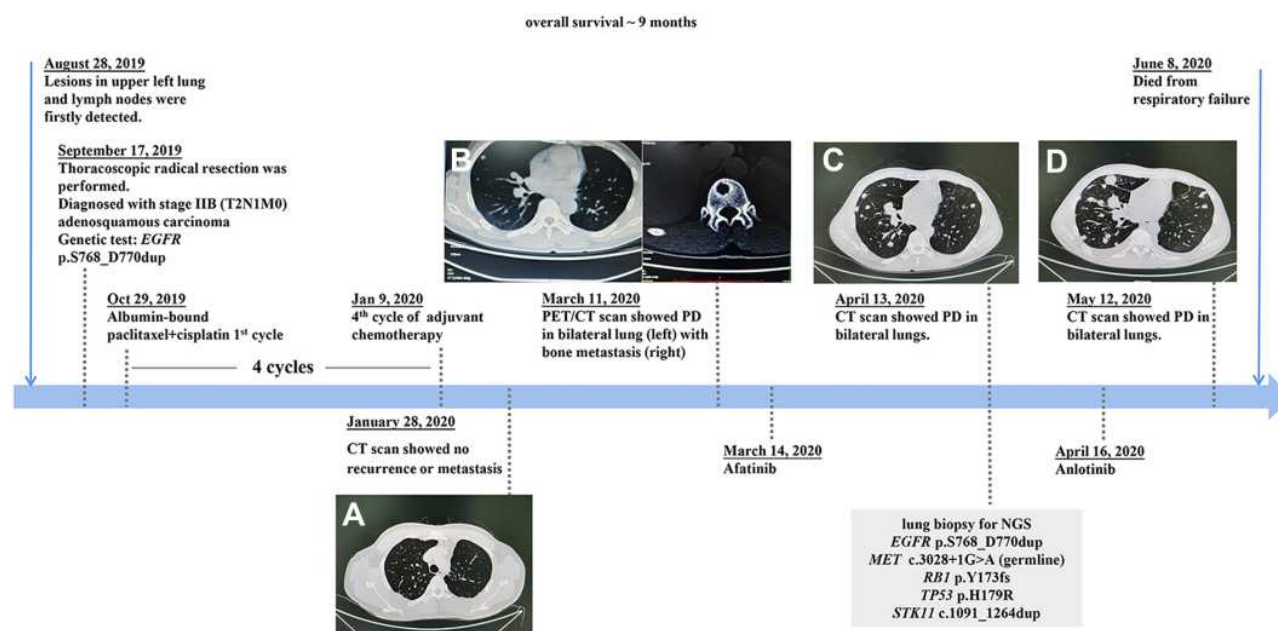 overall survival ~ 9 months
August 28, 2019
Lesions in upper left lung
and lymph nodes were
firstly detected.
June 8, 2020
Died from
respiratory failure
September 17, 2019
Thoracoscopic radical resection was
performed.
Diagnosed with stage IIB (T2N1M0)
adenosquamous carcinoma
Genetic test: EGFR
p.S768_D770dup
B
C
D
Oct 29, 2019
Albumin-bound
paclitaxel+cisplatin 1st cycle
Jan 9, 2020
4th cycle of adjuvant
chemotherapy
March 11, 2020
PET/CT scan showed PD
in bilateral lung (left) with
bone metastasis (right)
April 13, 2020
CT scan showed PD in
bilateral lungs.
May 12, 2020
CT scan showed PD in
bilateral lungs.
4 cycles
January 28, 2020
CT scan showed no
recurrence or metastasis
March 14, 2020
Afatinib
April 16, 2020
Anlotinib
A
lung biopsy for NGS
EGFR p.S768_D770dup
MET c.3028+1G>A (germline)
RB1 p.Y173fs
TP53 p.H179R
STK11 c.1091_1264dup